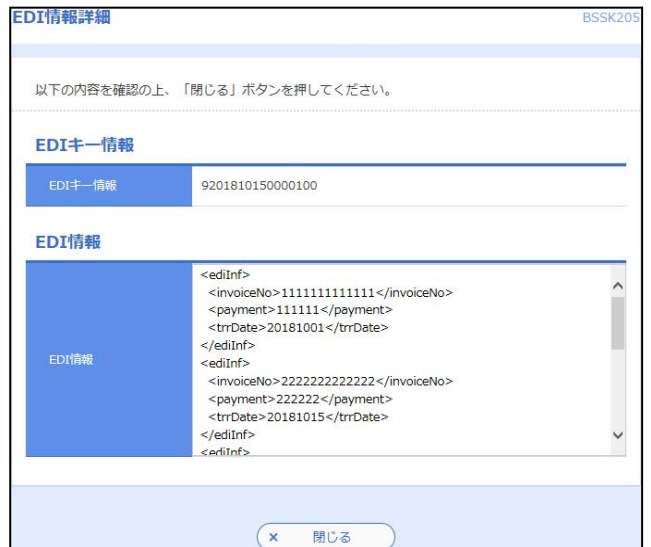 EDI情報詳細 BSSK205
以下の内容を確認の上、「閉じる」ボタンを押してください。
EDIキー情報
EDIキー情報 9201810150000100
EDI情報
EDI情報
<ediInf>
<invoiceNo>1111111111111</invoiceNo>
<payment>111111</payment>
<trrDate>20181001</trrDate>
</ediInf>
<ediInf>
<invoiceNo>2222222222222</invoiceNo>
<payment>222222</payment>
<trrDate>20181015</trrDate>
</ediInf>
<ediInf>
× 閉じる